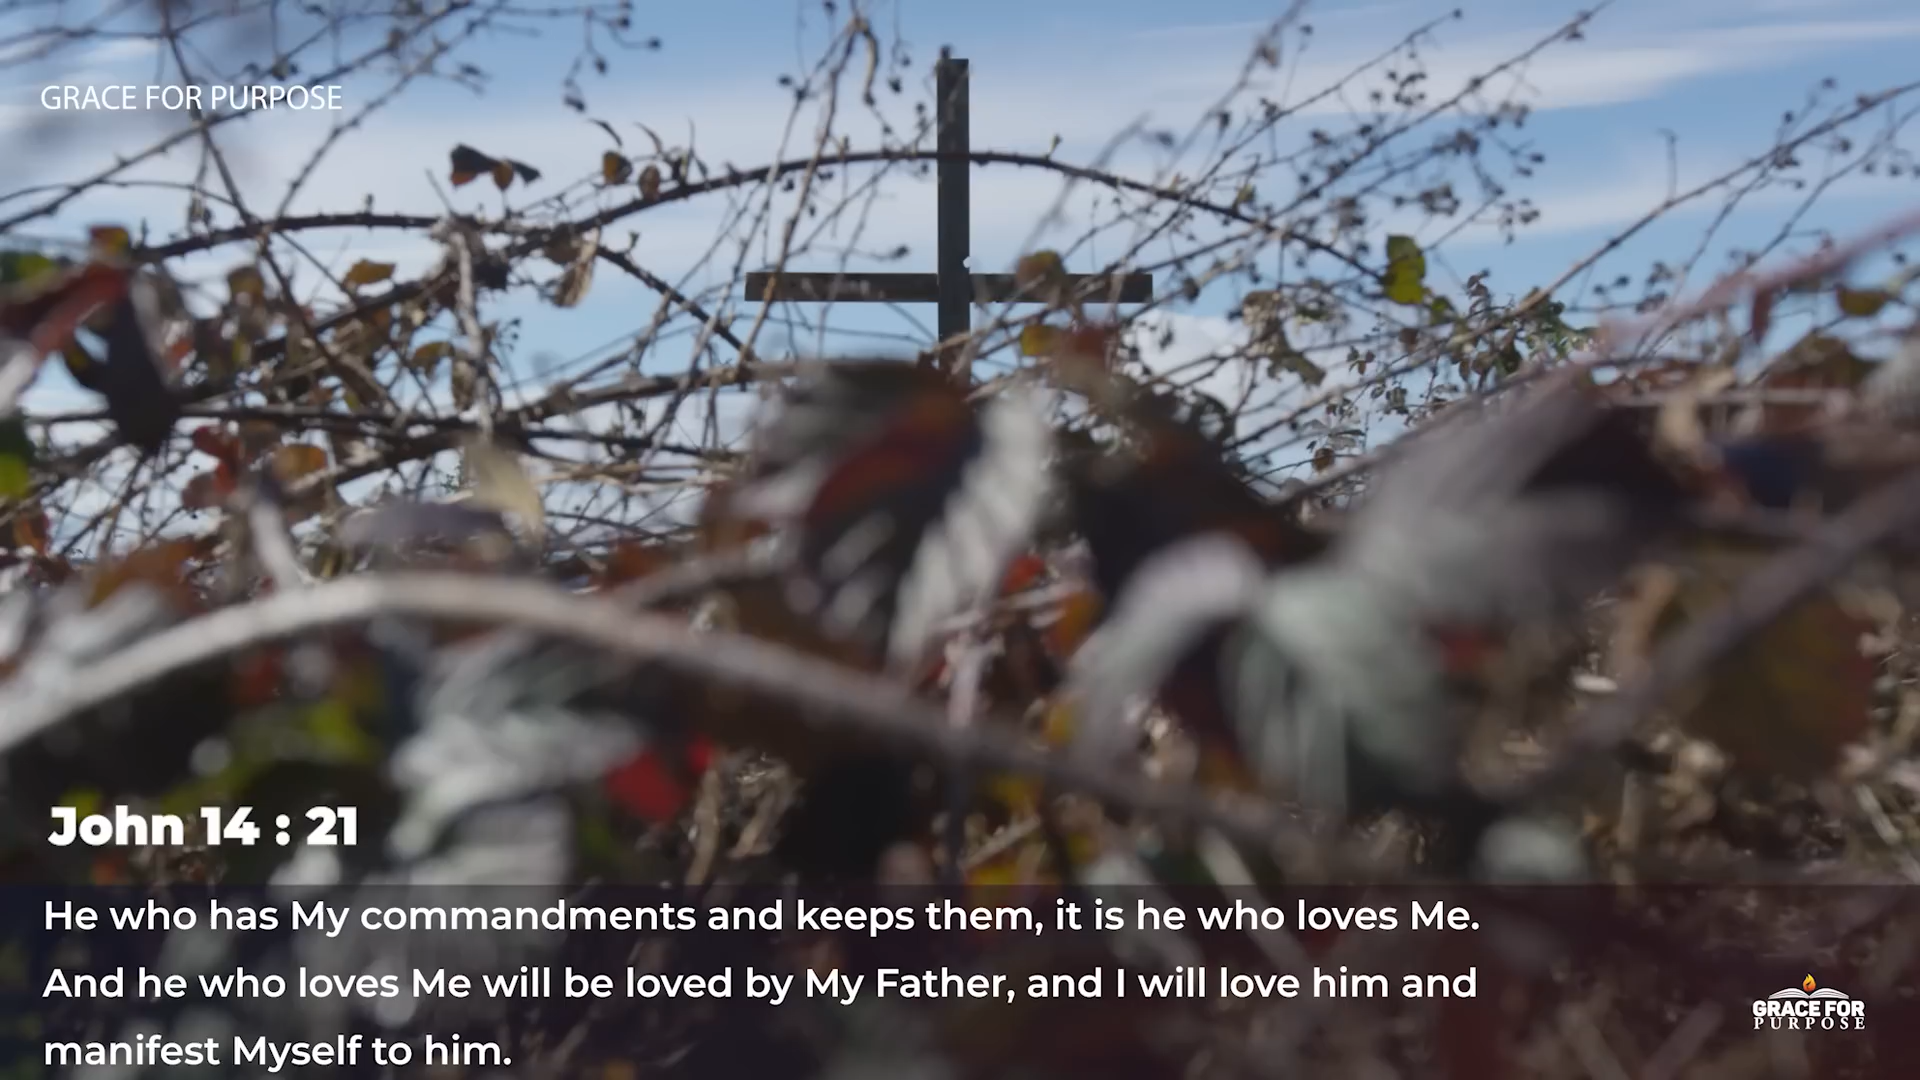 GRACE FOR PURPOSE
John 14 : 21
He who has My commandments and keeps them, it is he who loves Me.
And he who loves Me will be loved by My Father, and I will love him and
manifest Myself to him.
GRACE FOR
PURPOSE